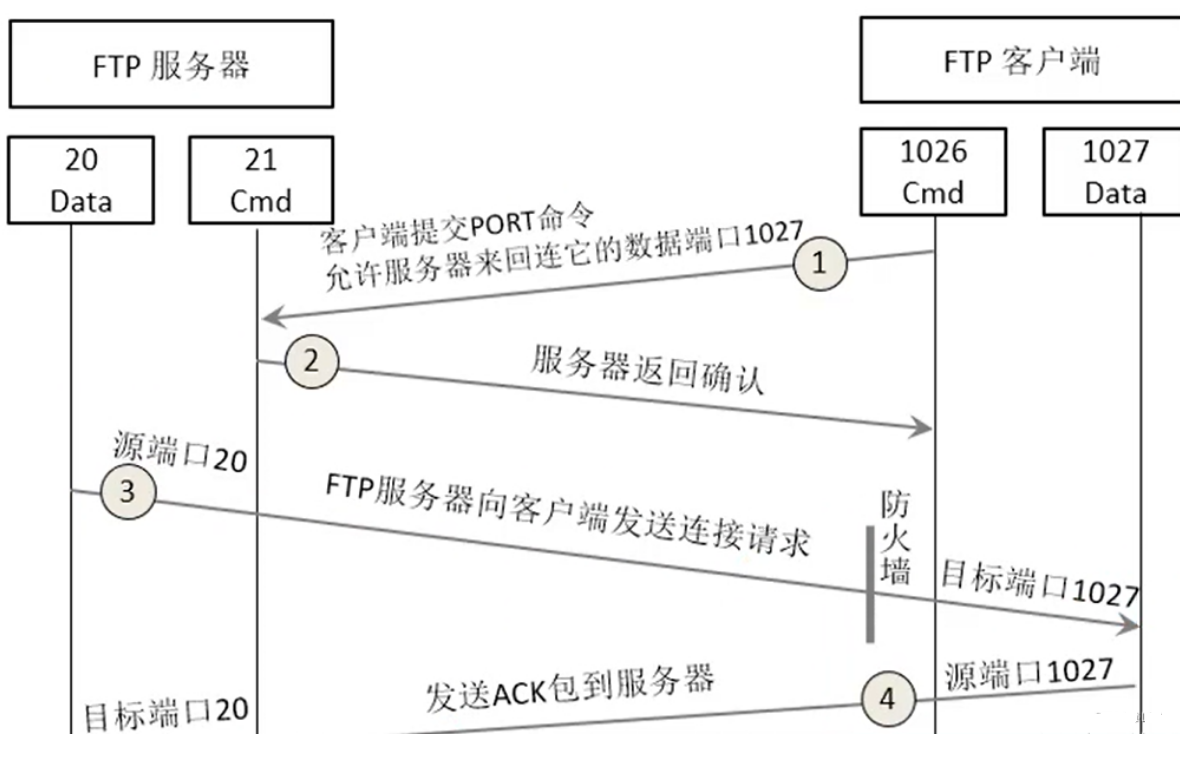 FTP 服务器
FTP 客户端
20
Data
21
Cmd
1026
Cmd
1027
Data
客户端提交PORT命令
允许服务器来回连它的数据端口1027
1
2
服务器返回确认
源端口20
3
FTP服务器向客户端发送连接请求
防火墙
目标端口1027
发送ACK包到服务器
4
源端口1027
目标端口20